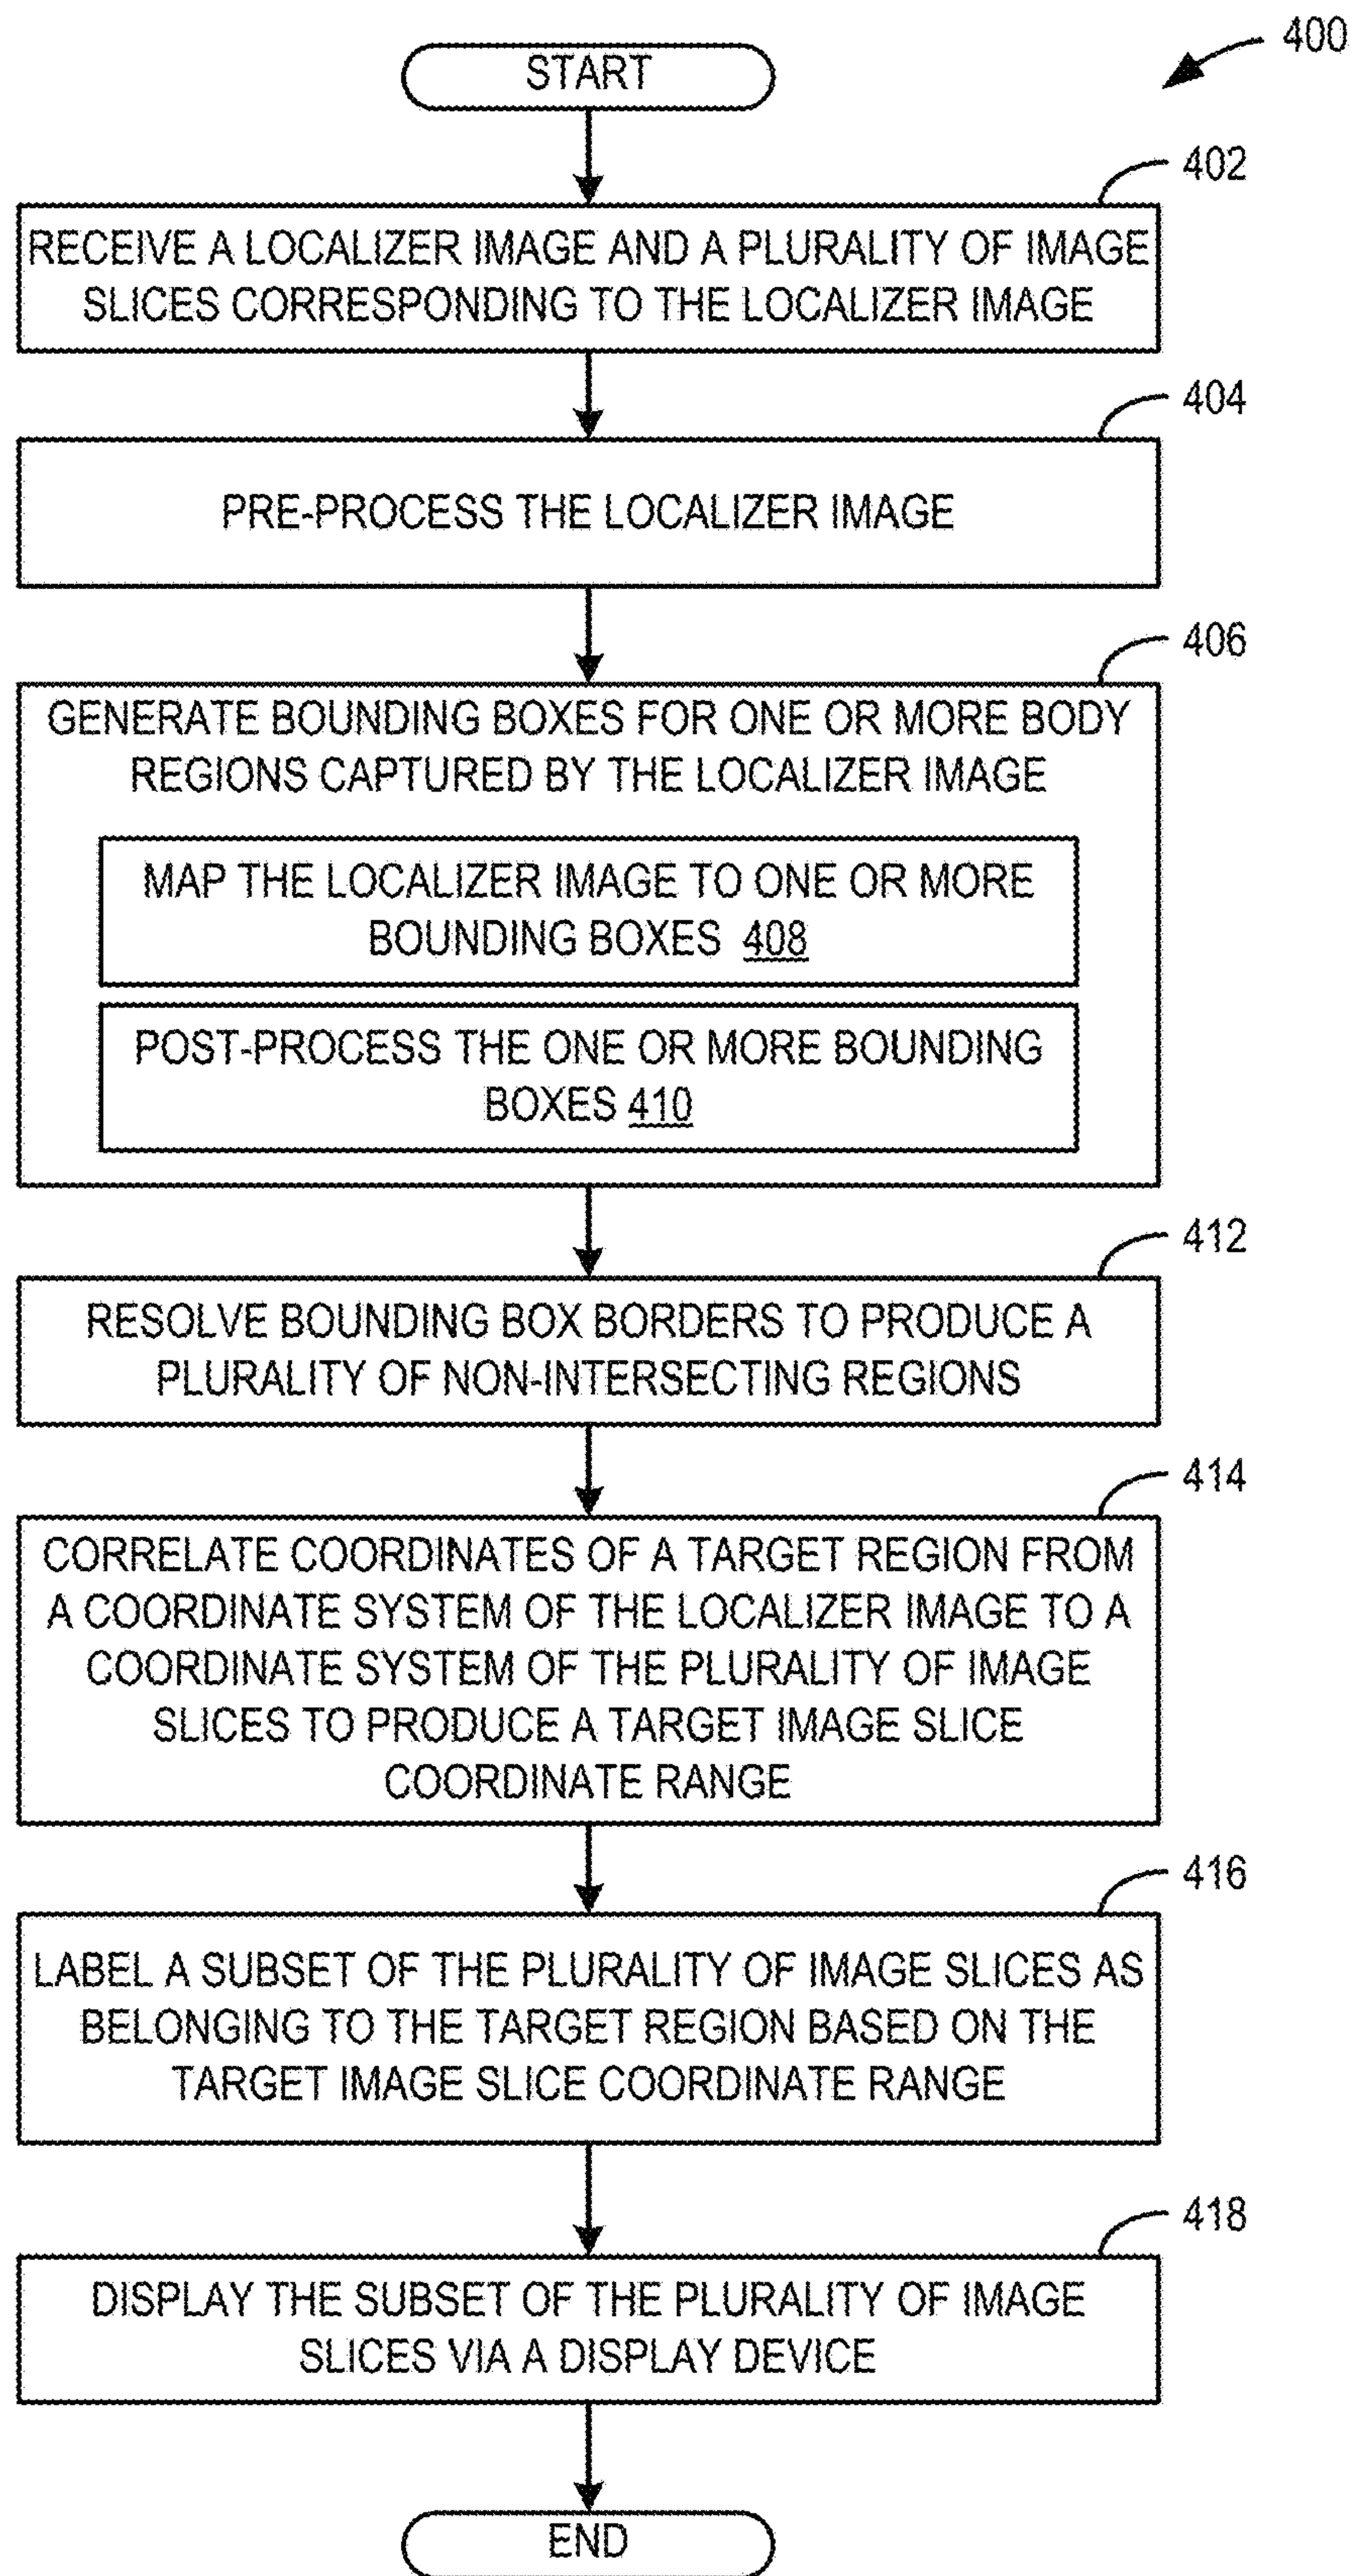 400
START
402
RECEIVE A LOCALIZER IMAGE AND A PLURALITY OF IMAGE
SLICES CORRESPONDING TO THE LOCALIZER IMAGE
404
PRE-PROCESS THE LOCALIZER IMAGE
406
GENERATE BOUNDING BOXES FOR ONE OR MORE BODY
REGIONS CAPTURED BY THE LOCALIZER IMAGE
MAP THE LOCALIZER IMAGE TO ONE OR MORE
BOUNDING BOXES 408
POST-PROCESS THE ONE OR MORE BOUNDING
BOXES 410
412
RESOLVE BOUNDING BOX BORDERS TO PRODUCE A
PLURALITY OF NON-INTERSECTING REGIONS
414
CORRELATE COORDINATES OF A TARGET REGION FROM
A COORDINATE SYSTEM OF THE LOCALIZER IMAGE TO A
COORDINATE SYSTEM OF THE PLURALITY OF IMAGE
SLICES TO PRODUCE A TARGET IMAGE SLICE
COORDINATE RANGE
416
LABEL A SUBSET OF THE PLURALITY OF IMAGE SLICES AS
BELONGING TO THE TARGET REGION BASED ON THE
TARGET IMAGE SLICE COORDINATE RANGE
418
DISPLAY THE SUBSET OF THE PLURALITY OF IMAGE
SLICES VIA A DISPLAY DEVICE
END